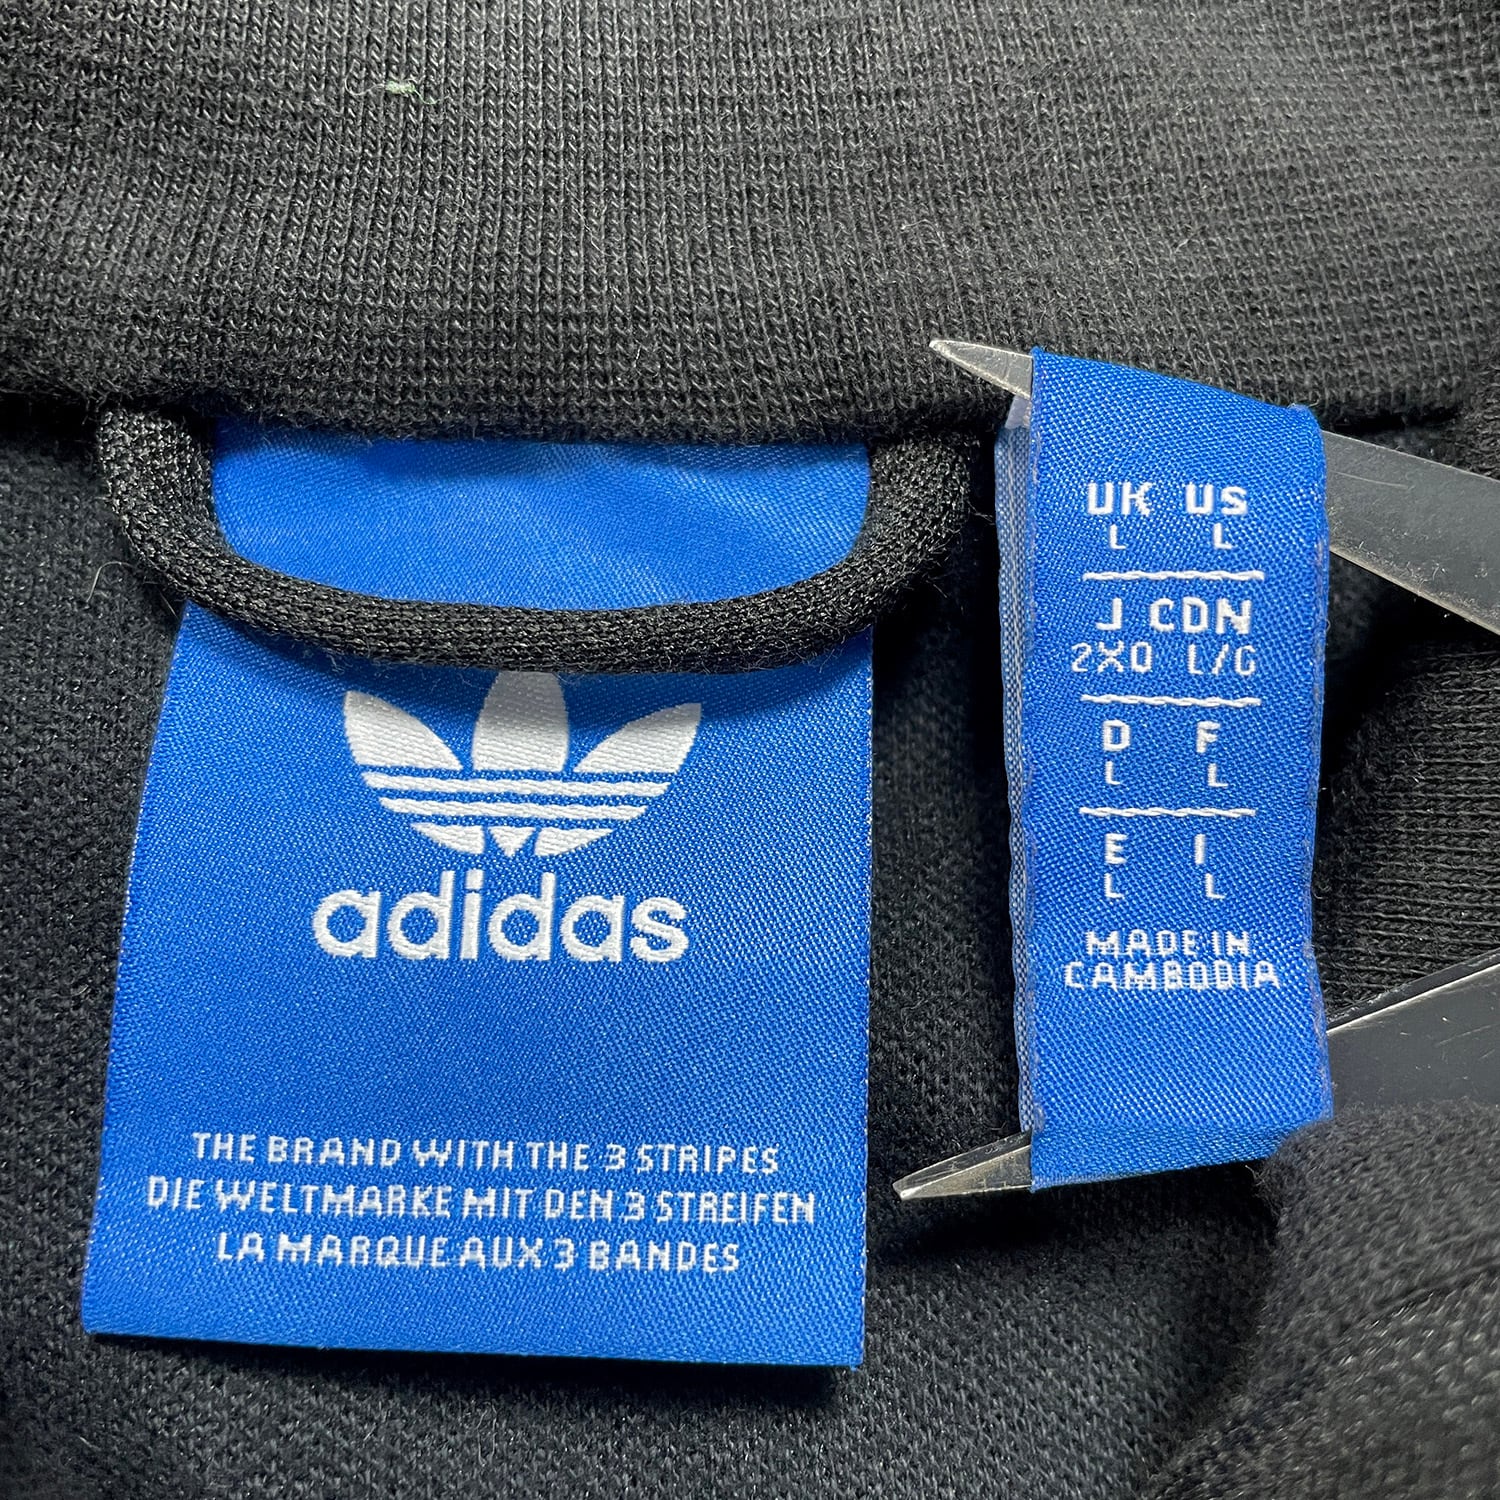 adidas
THE BRAND WITH THE 3 STRIPES
DIE WELTMARKE MIT DEN 3 STREIFEN
LA MARQUE AUX 3 BANDES
UK US
L L
J CDN
2XO L/G
D F
L L
E I
L L
MADE IN
CAMBODIA